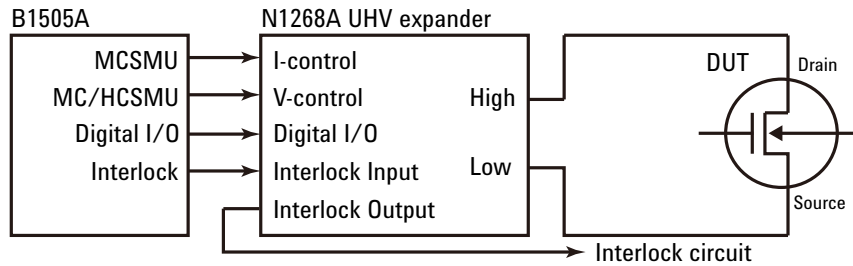 B1505A
MCSMU
MC/HCSMU
Digital I/O
Interlock
N1268A UHV expander
I-control
V-control
Digital I/O
Interlock Input
Interlock Output
High
Low
DUT
Drain
Source
Interlock circuit